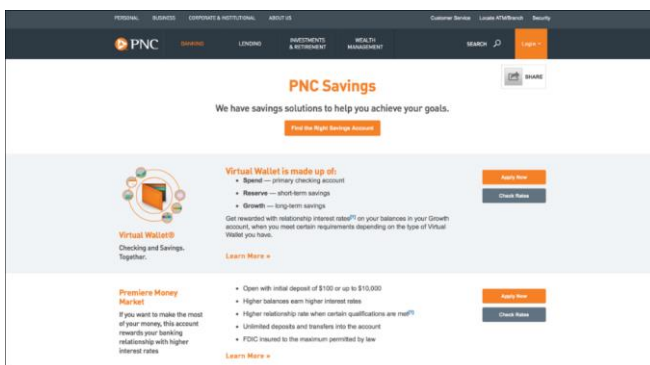 PERSONAL BUSINESS CORPORATE & INSTITUTIONAL ABOUT US Customer Service Locate ATM/Branch Security
PNC BANKING LENDING INVESTMENTS & RETIREMENT WEALTH MANAGEMENT SEARCH Login
SHARE
PNC Savings
We have savings solutions to help you achieve your goals.
Find the Right Savings Account
Virtual Wallet®
Checking and Savings.
Together.
Virtual Wallet is made up of:
• Spend — primary checking account
• Reserve — short-term savings
• Growth — long-term savings
Get rewarded with relationship interest rates[1] on your balances in your Growth
account, when you meet certain requirements depending on the type of Virtual
Wallet you have.
Learn More »
Apply Now
Check Rates
Premiere Money
Market
If you want to make the most
of your money, this account
rewards your banking
relationship with higher
interest rates
• Open with initial deposit of $100 or up to $10,000
• Higher balances earn higher interest rates
• Higher relationship rate when certain qualifications are met[1]
• Unlimited deposits and transfers into the account
• FDIC insured to the maximum permitted by law
Learn More »
Apply Now
Check Rates